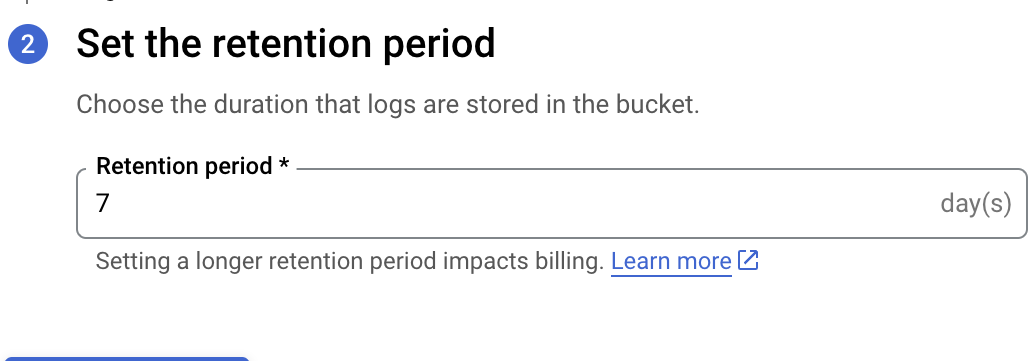 2
Set the retention period
Choose the duration that logs are stored in the bucket.
Retention period *
7
day(s)
Setting a longer retention period impacts billing. Learn more